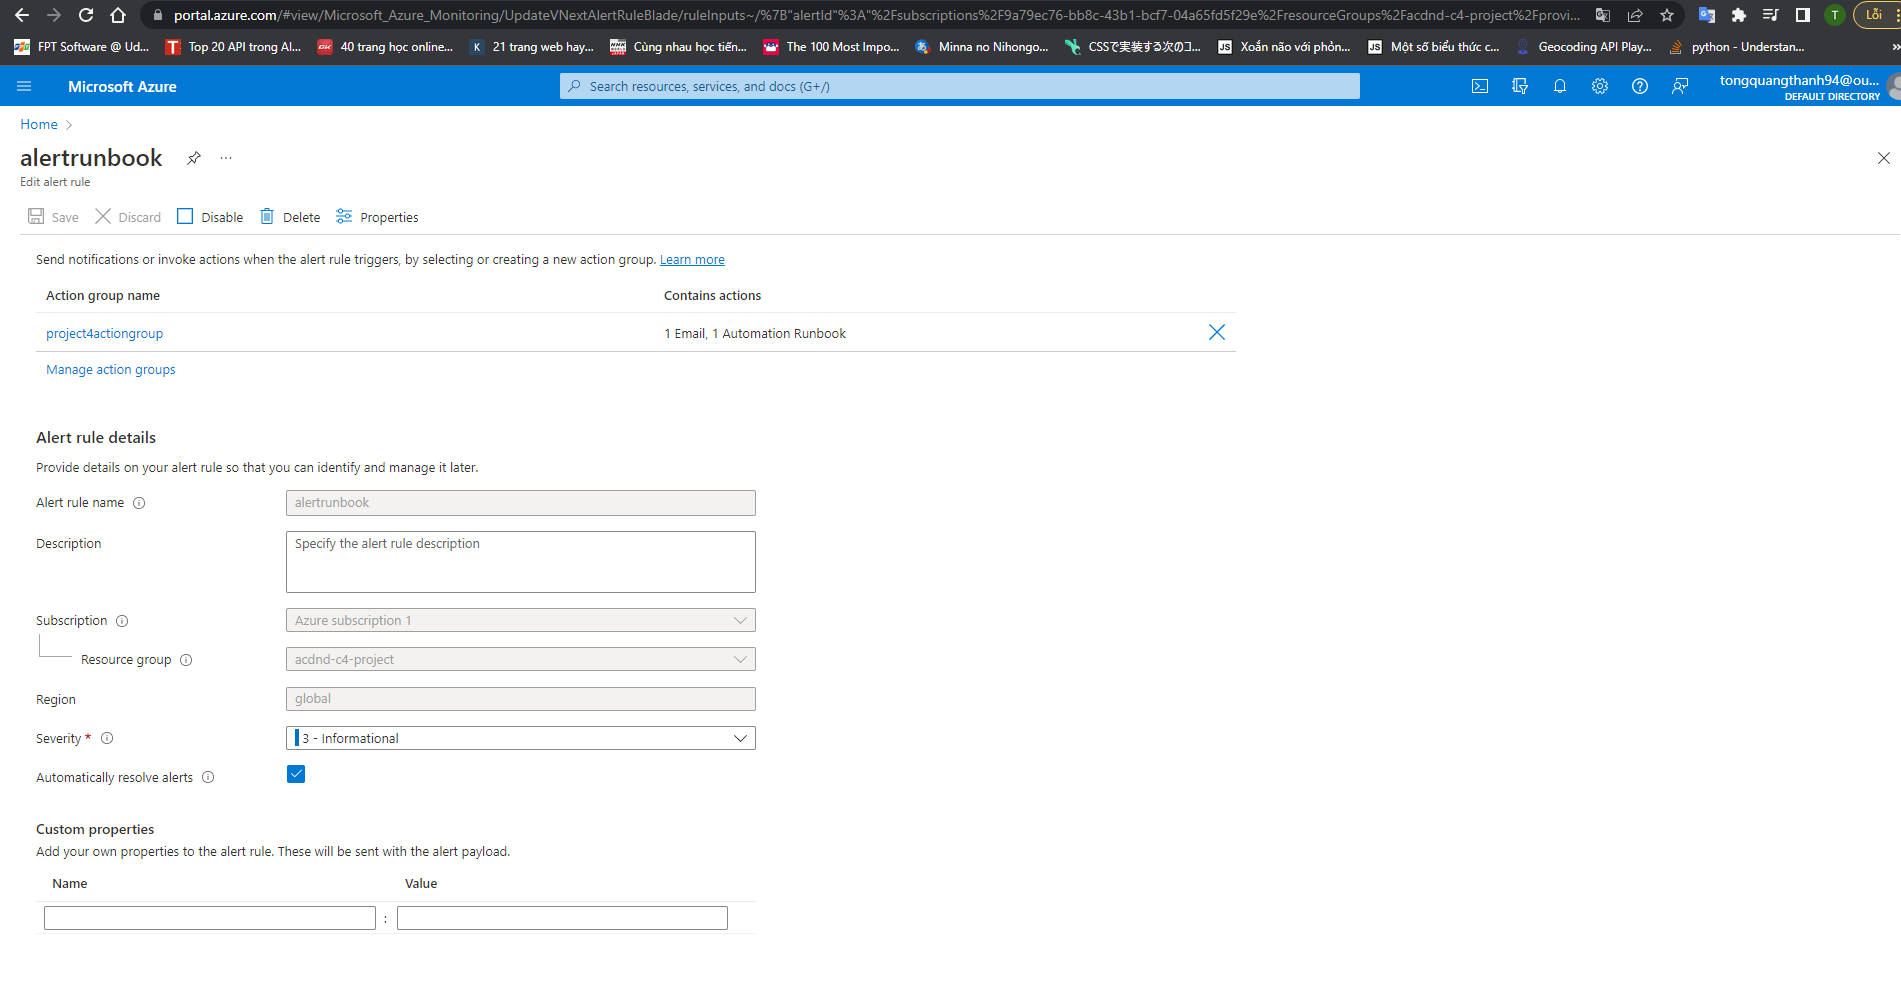 portal.azure.com/#view/Microsoft_Azure_Monitoring/UpdateVNextAlertRuleBlade/ruleInputs~/%7B"alertId"%3A"%2Fsubscriptions%2F9a79ec76-bb8c-43b1-bcf7-04a65fd5f29e%2FresourceGroups%2Facdnd-c4-project%2Fprovi...
T
Lỗi
FPT Software @ Ud...
Top 20 API trong AI...
40 trang học online...
K 21 trang web hay...
Cùng nhau học tiến...
The 100 Most Impo...
Minna no Nihongo...
CSSで実装する次のコ...
JS Xoắn não với phỏn...
JS Một số biểu thức c...
Geocoding API Play...
python - Understan...
»
Microsoft Azure
Search resources, services, and docs (G+/)
tongquangthanh94@ou...
DEFAULT DIRECTORY
Home >
alertrunbook
...
Edit alert rule
Save
Discard
Disable
Delete
Properties
Send notifications or invoke actions when the alert rule triggers, by selecting or creating a new action group. Learn more
Action group name
Contains actions
project4actiongroup
1 Email, 1 Automation Runbook
Manage action groups
Alert rule details
Provide details on your alert rule so that you can identify and manage it later.
Alert rule name
alertrunbook
Description
Specify the alert rule description
Subscription
Azure subscription 1
Resource group
acdnd-c4-project
Region
global
Severity *
3 - Informational
Automatically resolve alerts
Custom properties
Add your own properties to the alert rule. These will be sent with the alert payload.
Name
Value
: